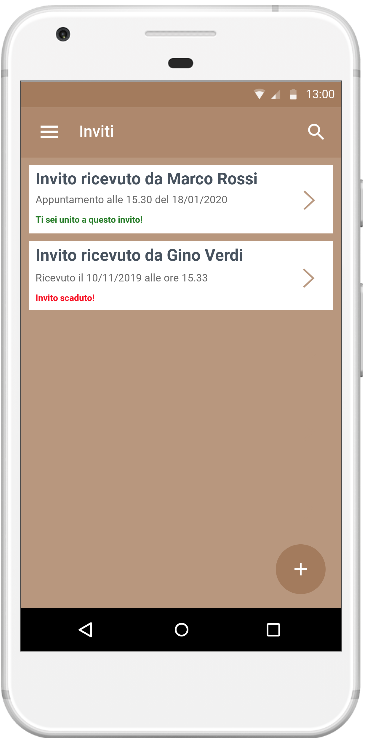 13:00
Inviti
Invito ricevuto da Marco Rossi
Appuntamento alle 15.30 del 18/01/2020
Ti sei unito a questo invito!
Invito ricevuto da Gino Verdi
Ricevuto il 10/11/2019 alle ore 15.33
Invito scaduto!
+